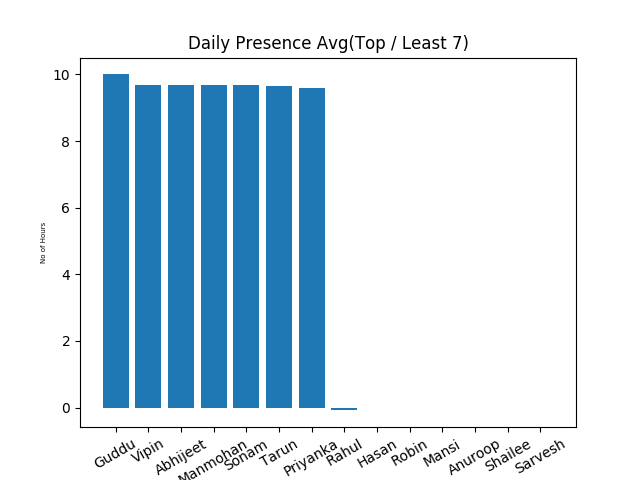 Daily Presence Avg(Top / Least 7)
10
8
6
4
2
0
No of Hours
Guddu
Vipin
Abhijeet
Manmohan
Sonam
Tarun
Priyanka
Rahul
Hasan
Robin
Mansi
Anuroop
Shailee
Sarvesh